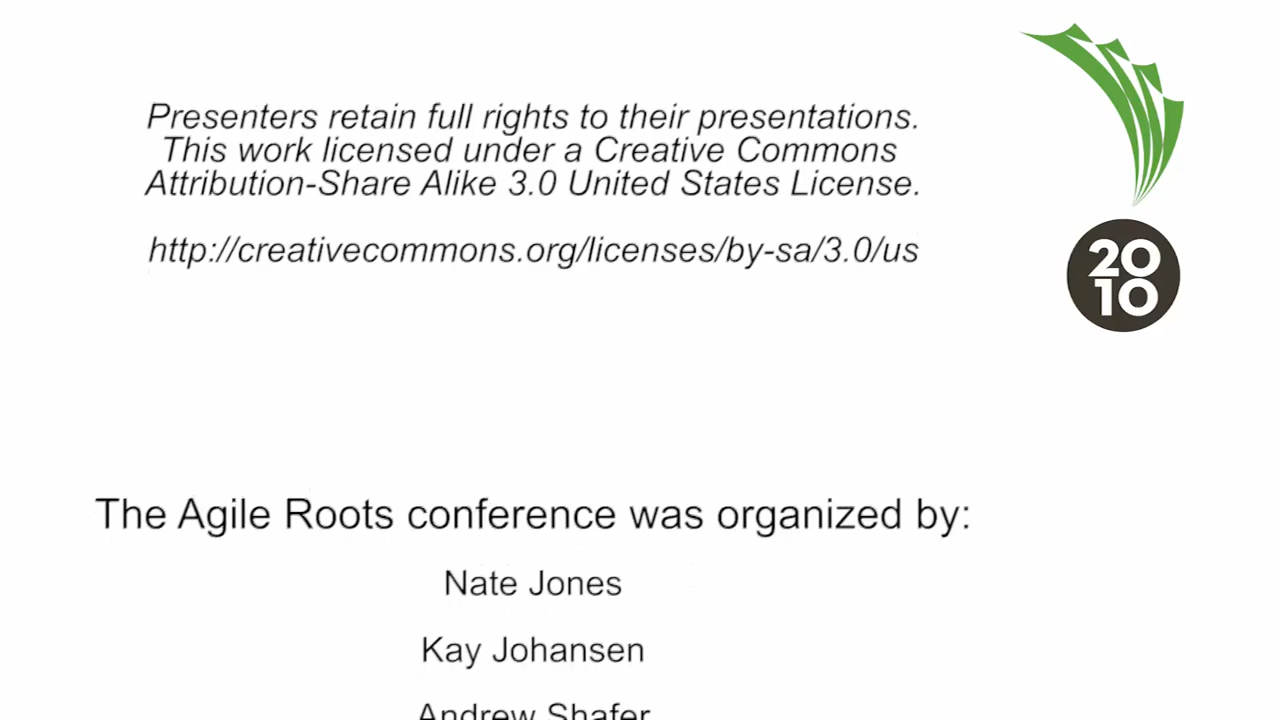 Presenters retain full rights to their presentations.
This work licensed under a Creative Commons
Attribution-Share Alike 3.0 United States License.
http://creativecommons.org/licenses/by-sa/3.0/us
20
10
The Agile Roots conference was organized by:
Nate Jones
Kay Johansen
Andrew Shafer